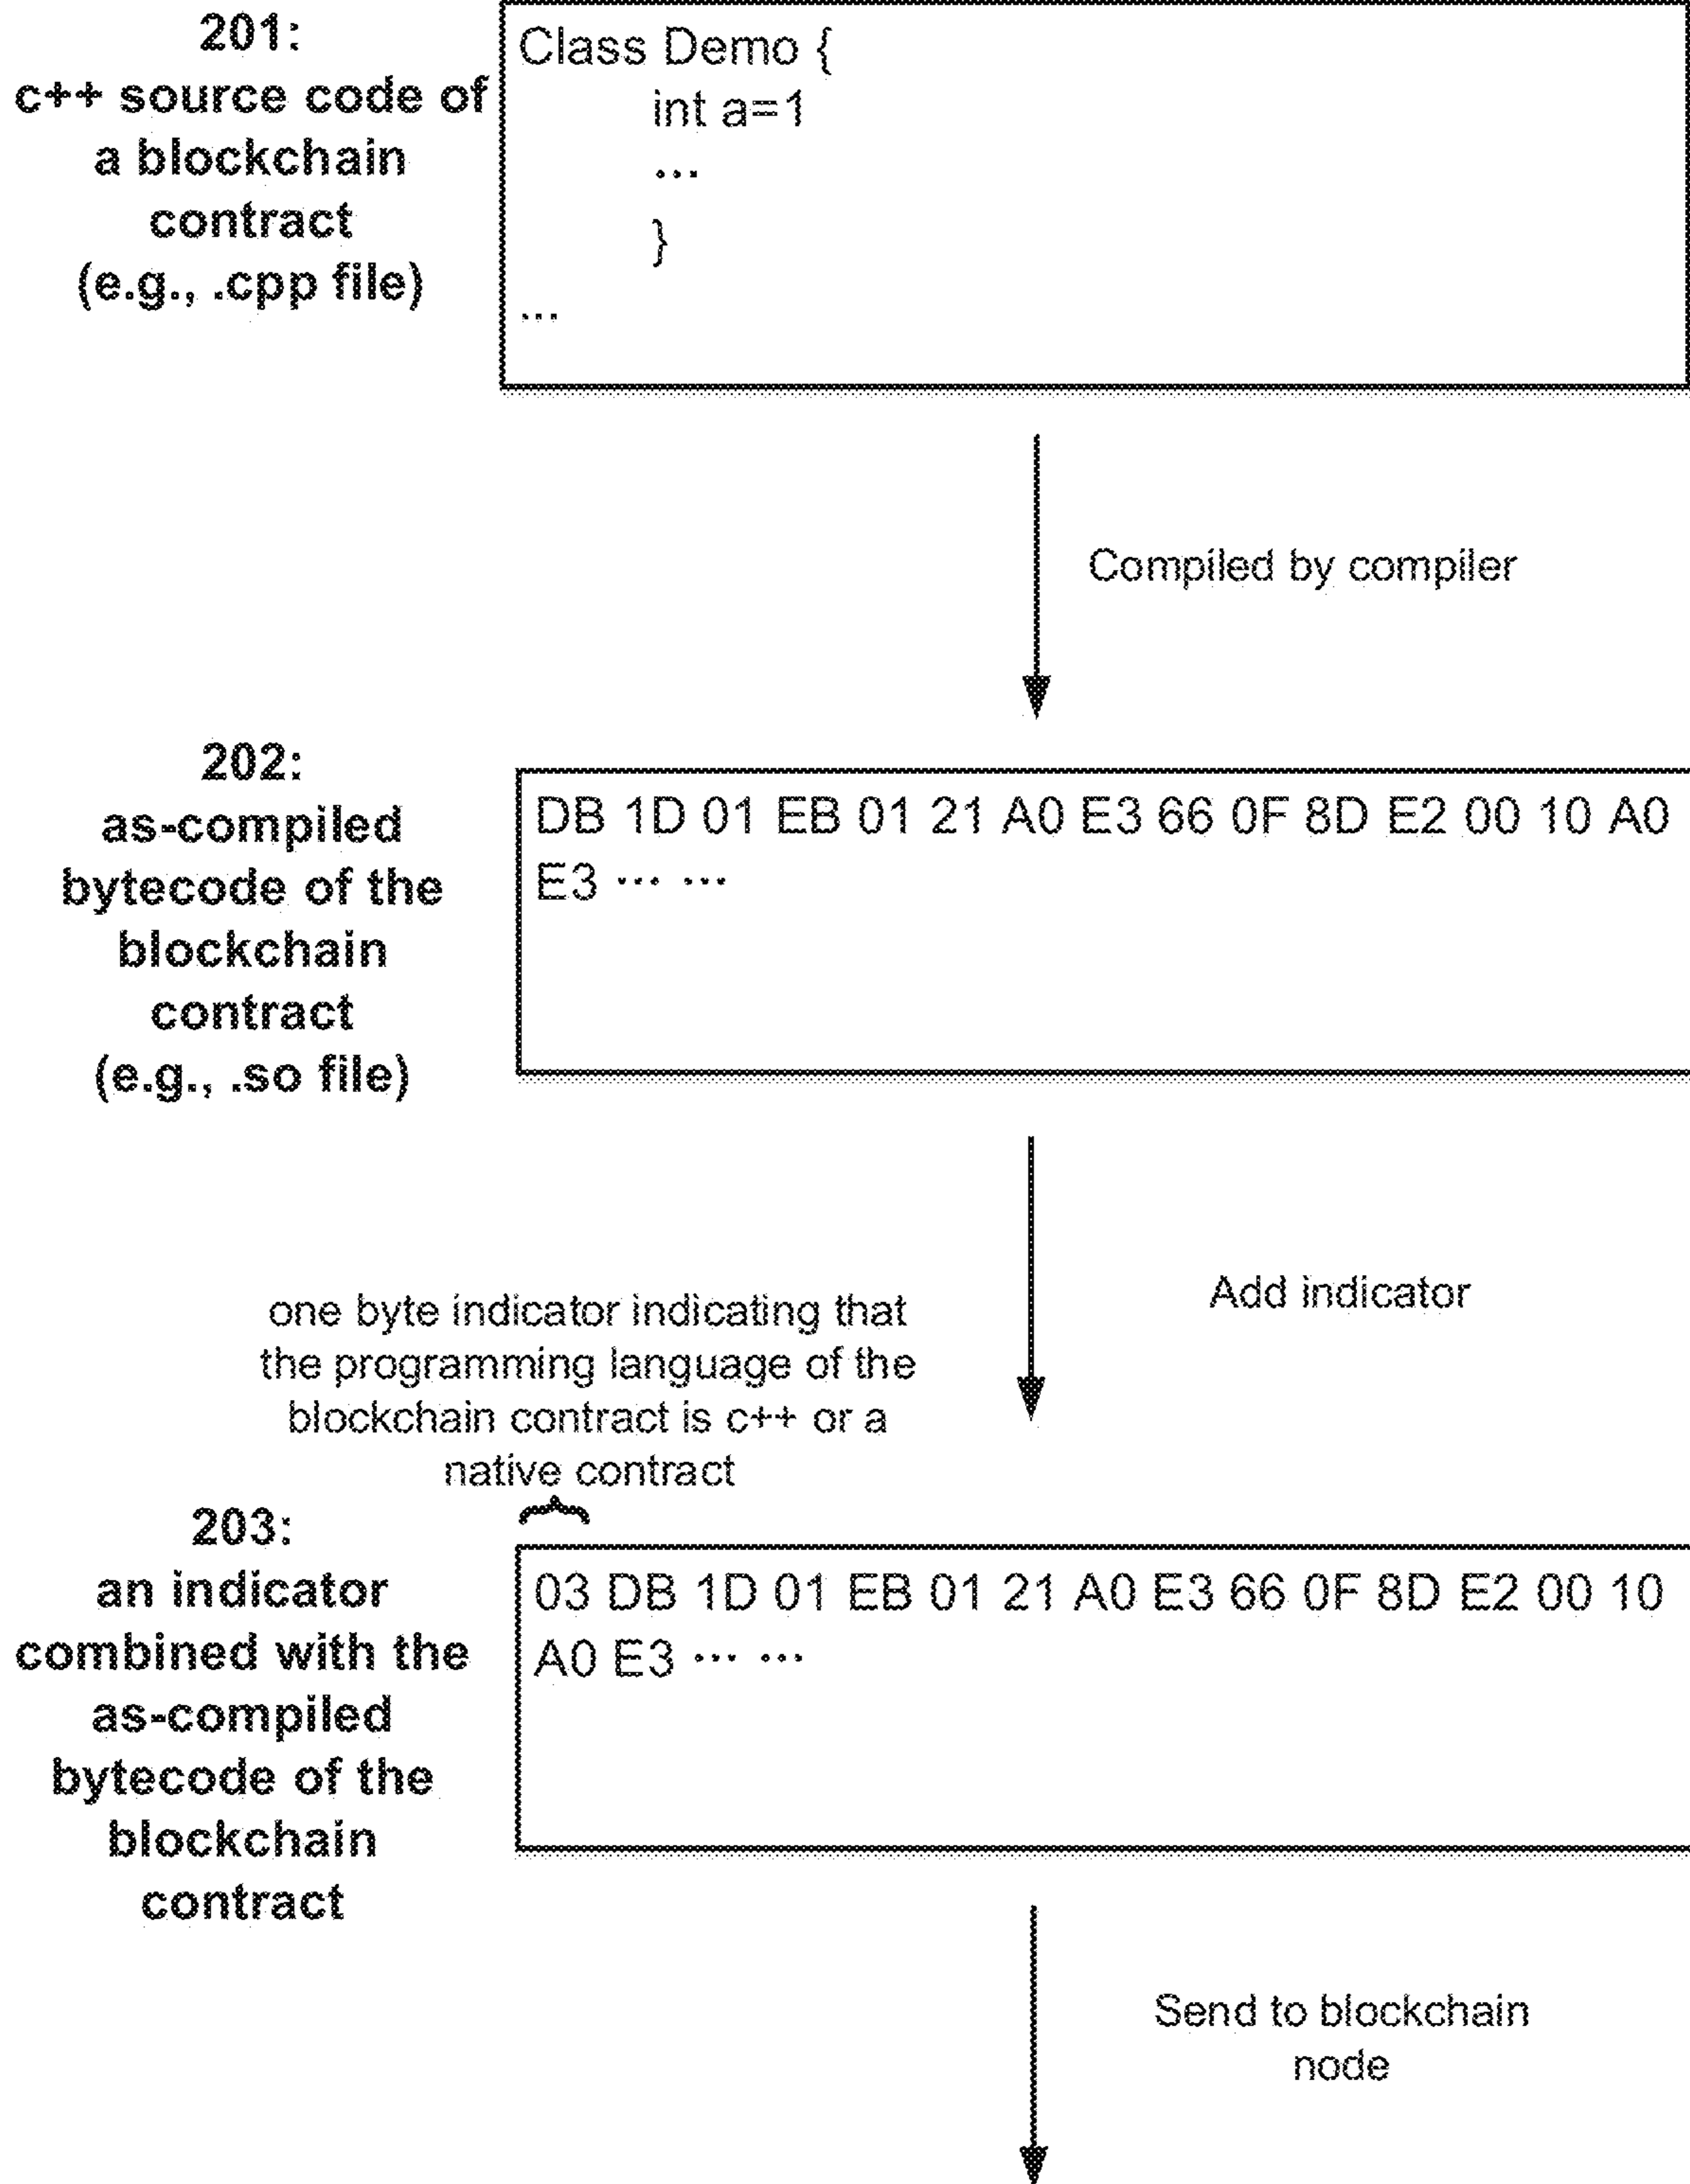 201:
c++ source code of
a blockchain
contract
(e.g., .cpp file)
Class Demo {
int a=1
...
}
...
Compiled by compiler
202:
as-compiled
bytecode of the
blockchain
contract
(e.g., .so file)
DB 1D 01 EB 01 21 A0 E3 66 0F 8D E2 00 10 A0
E3 ... ...
Add indicator
one byte indicator indicating that
the programming language of the
blockchain contract is c++ or a
native contract
203:
an indicator
combined with the
as-compiled
bytecode of the
blockchain
contract
03 DB 1D 01 EB 01 21 A0 E3 66 0F 8D E2 00 10
A0 E3 ... ...
Send to blockchain
node